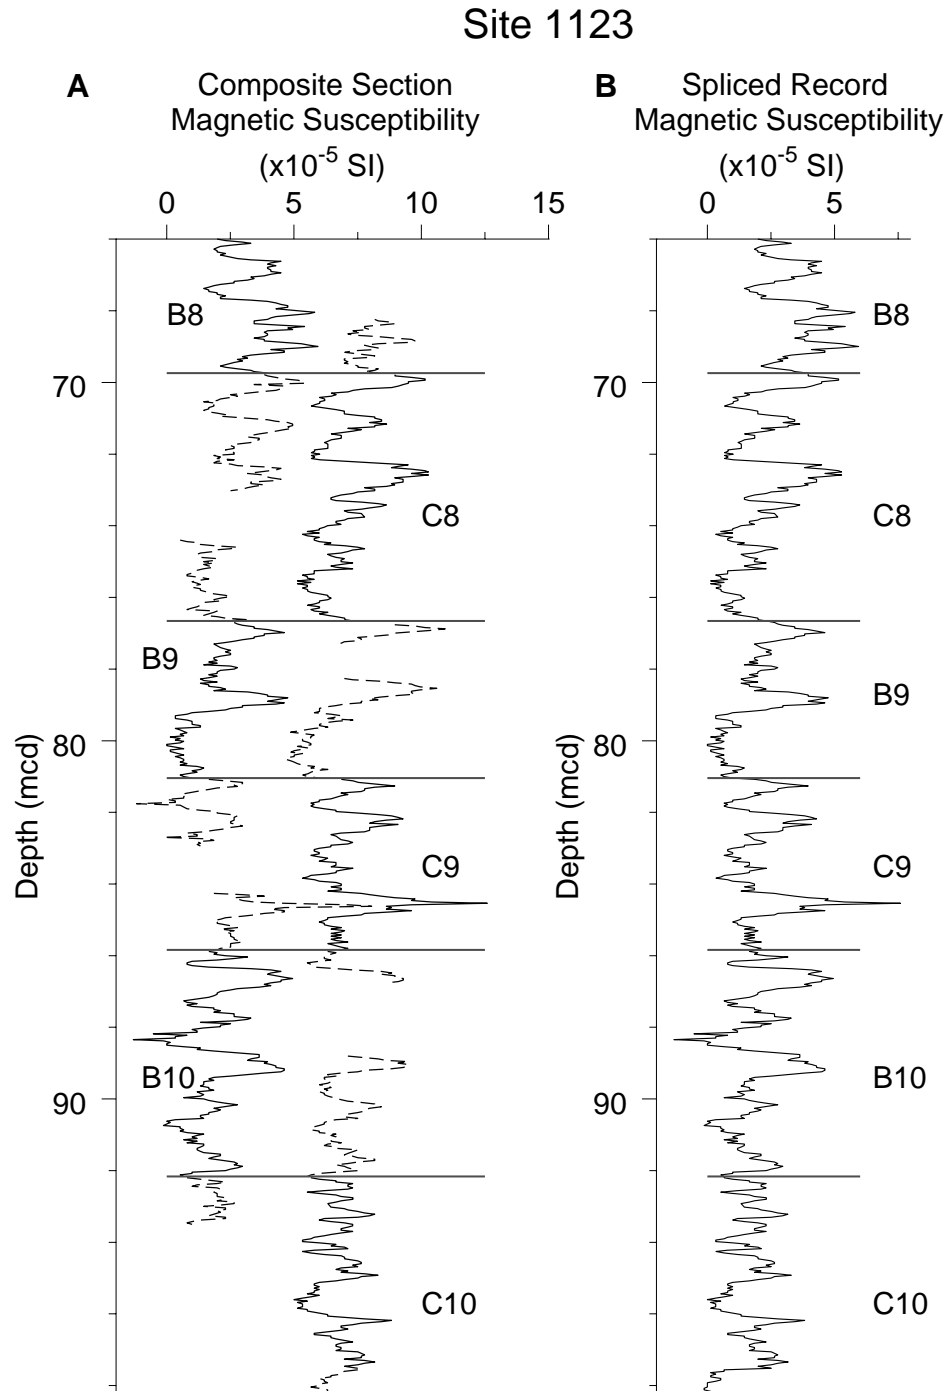 Site 1123
A
Composite Section
Magnetic Susceptibility
(x10-5 SI)
0 5 10 15
B
Spliced Record
Magnetic Susceptibility
(x10-5 SI)
0 5
Depth (mcd)
70
80
90
B8
C8
B9
C9
B10
C10
Depth (mcd)
70
80
90
B8
C8
B9
C9
B10
C10